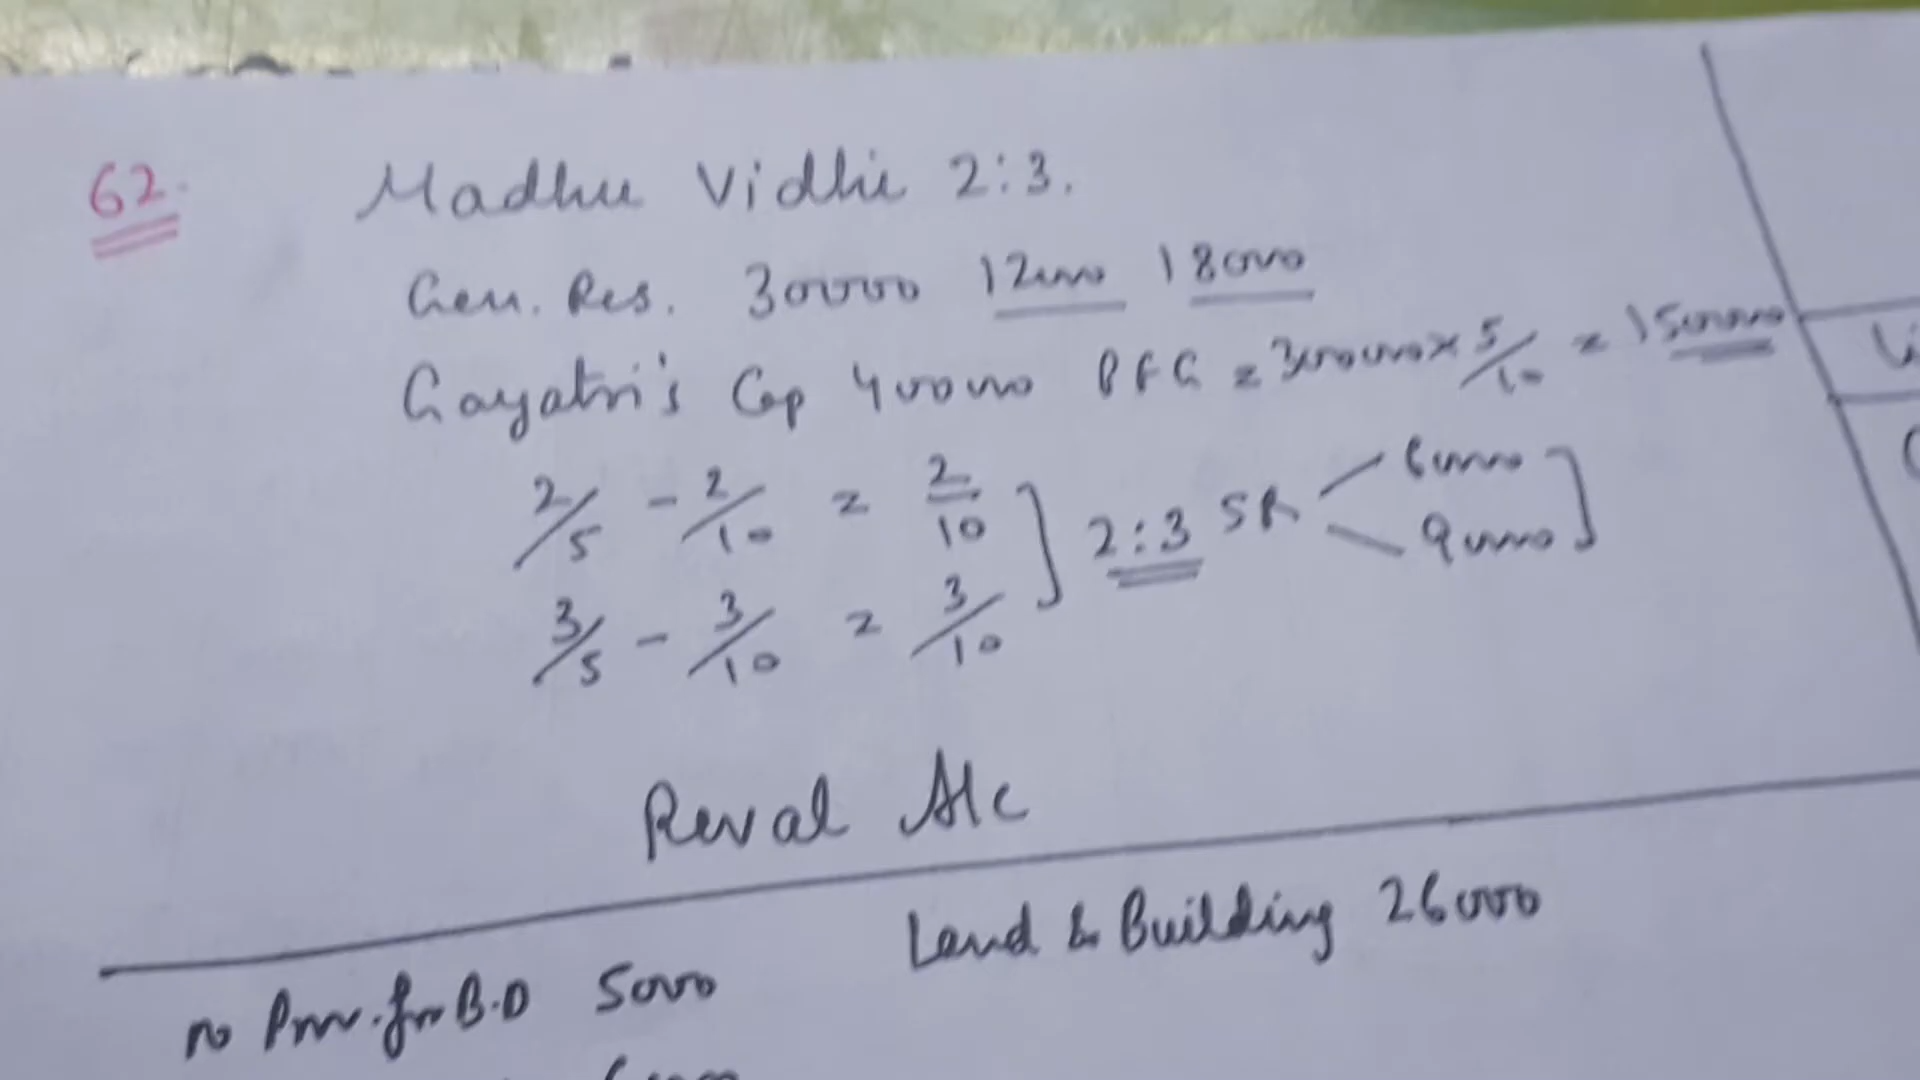 62.
Madhu Vidhi 2:3.
Gen. Res. 30000 12000 18000
Gayatri's Cap 400000 PFG = 300000 × 5/10 = 150000
2/5 - 2/10 = 2/10
2:3 SR 60000
90000
3/5 - 3/10 = 3/10
Reval A/c
Land & Building 26000
to Prov. for B.D 5000